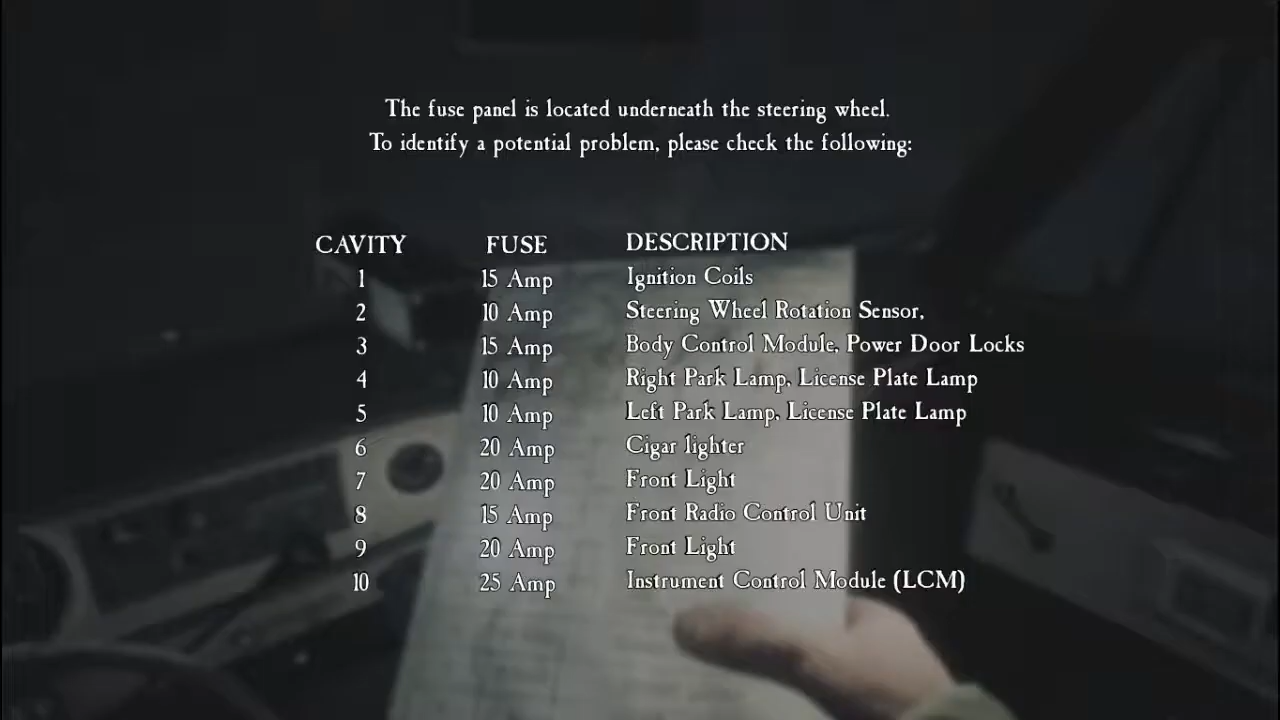 The fuse panel is located underneath the steering wheel.
To identify a potential problem, please check the following:
CAVITY FUSE DESCRIPTION
1 15 Amp Ignition Coils
2 10 Amp Steering Wheel Rotation Sensor,
3 15 Amp Body Control Module, Power Door Locks
4 10 Amp Right Park Lamp, License Plate Lamp
5 10 Amp Left Park Lamp, License Plate Lamp
6 20 Amp Cigar lighter
7 20 Amp Front Light
8 15 Amp Front Radio Control Unit
9 20 Amp Front Light
10 25 Amp Instrument Control Module (LCM)